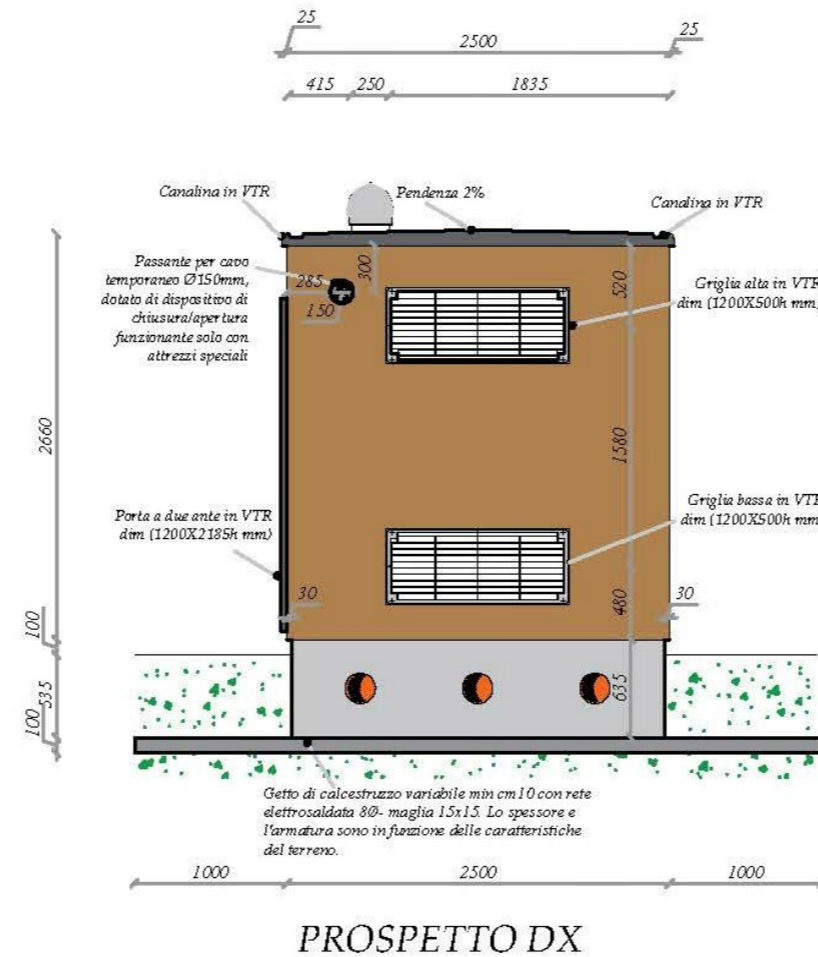 25
2500
25
415
250
1835
Canalina in VTR
Pendenza 2%
Canalina in VTR
Passante per cavo
temporaneo Ø150mm,
dotato di dispositivo di
chiusura/apertura
funzionante solo con
attrezzi speciali
285
150
300
520
Griglia alta in VTR
dim (1200X500h mm)
2660
1580
Porta a due ante in VTR
dim (1200X2185h mm)
Griglia bassa in VTR
dim (1200X500h mm
30
480
30
100
535
100
635
Getto di calcestruzzo variabile min cm10 con rete
elettrosaldata 8Ø- maglia 15x15. Lo spessore e
l'armatura sono in funzione delle caratteristiche
del terreno.
1000
2500
1000
PROSPETTO DX